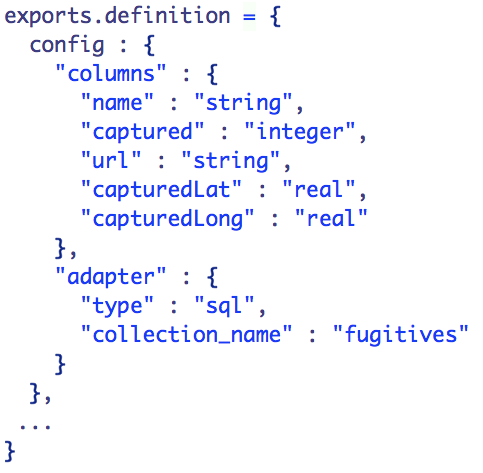 exports.definition = {
  config : {
    "columns" : {
      "name" : "string",
      "captured" : "integer",
      "url" : "string",
      "capturedLat" : "real",
      "capturedLong" : "real"
    },
    "adapter" : {
      "type" : "sql",
      "collection_name" : "fugitives"
    }
  },
 ...
}